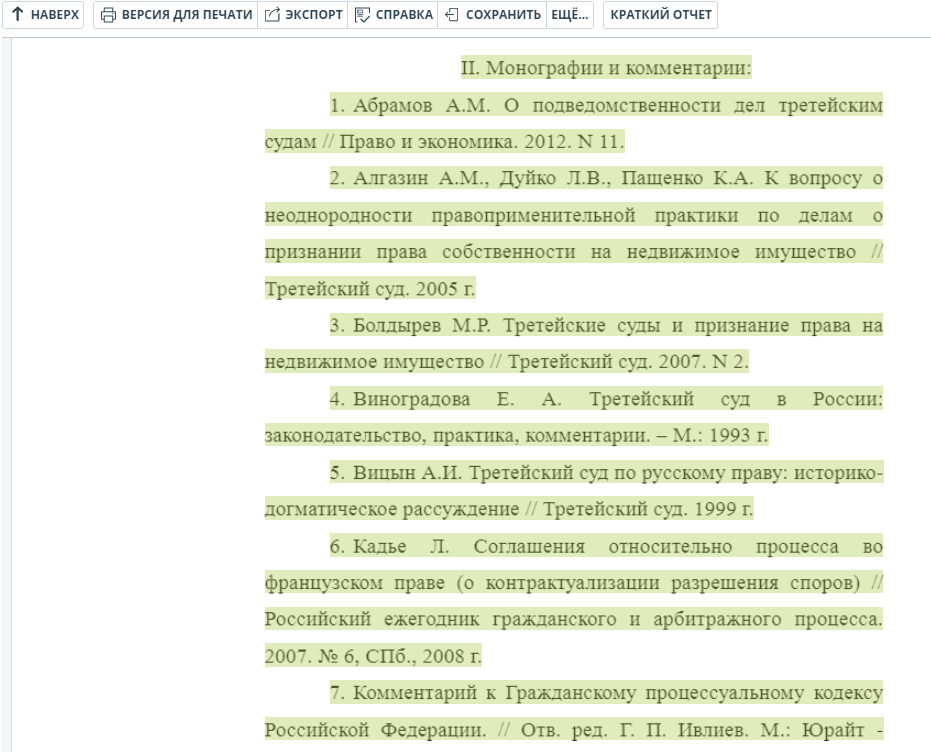 НАВЕРХ ВЕРСИЯ ДЛЯ ПЕЧАТИ ЭКСПОРТ СПРАВКА СОХРАНИТЬ ЕЩЁ... КРАТКИЙ ОТЧЕТ
II. Монографии и комментарии:
1. Абрамов А.М. О подведомственности дел третейским
судам // Право и экономика. 2012. N 11.
2. Алгазин А.М., Дуйко Л.В., Пащенко К.А. К вопросу о
неоднородности правоприменительной практики по делам о
признании права собственности на недвижимое имущество //
Третейский суд. 2005 г.
3. Болдырев М.Р. Третейские суды и признание права на
недвижимое имущество // Третейский суд. 2007. N 2.
4. Виноградова Е. А. Третейский суд в России:
законодательство, практика, комментарии. – М.: 1993 г.
5. Вицын А.И. Третейский суд по русскому праву: историко-
догматическое рассуждение // Третейский суд. 1999 г.
6. Кадье Л. Соглашения относительно процесса во
французском праве (о контрактуализации разрешения споров) //
Российский ежегодник гражданского и арбитражного процесса.
2007. № 6, СПб., 2008 г.
7. Комментарий к Гражданскому процессуальному кодексу
Российской Федерации. // Отв. ред. Г. П. Ивлиев. М.: Юрайт -